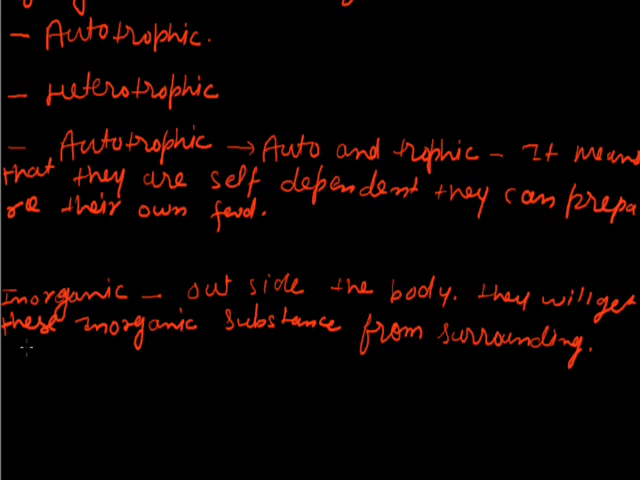 - Autotrophic.
- Heterotrophic
- Autotrophic → Auto and trophic - It means
that they are self dependent they can prepa
re their own food.
Inorganic - out side the body. they will get
these inorganic substance from surrounding.